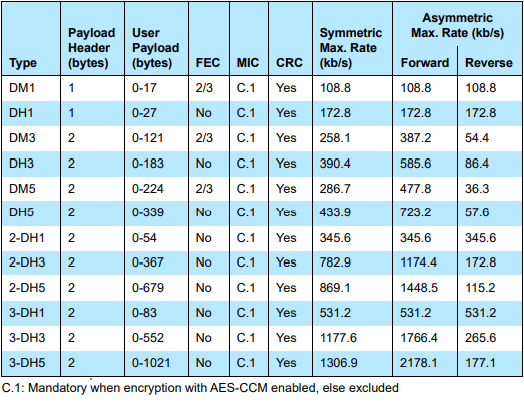 Type Payload Header (bytes) User Payload (bytes) FEC MIC CRC Symmetric Max. Rate (kb/s) Asymmetric Max. Rate (kb/s)
Forward Reverse
DM1 1 0-17 2/3 C.1 Yes 108.8 108.8 108.8
DH1 1 0-27 No C.1 Yes 172.8 172.8 172.8
DM3 2 0-121 2/3 C.1 Yes 258.1 387.2 54.4
DH3 2 0-183 No C.1 Yes 390.4 585.6 86.4
DM5 2 0-224 2/3 C.1 Yes 286.7 477.8 36.3
DH5 2 0-339 No C.1 Yes 433.9 723.2 57.6
2-DH1 2 0-54 No C.1 Yes 345.6 345.6 345.6
2-DH3 2 0-367 No C.1 Yes 782.9 1174.4 172.8
2-DH5 2 0-679 No C.1 Yes 869.1 1448.5 115.2
3-DH1 2 0-83 No C.1 Yes 531.2 531.2 531.2
3-DH3 2 0-552 No C.1 Yes 1177.6 1766.4 265.6
3-DH5 2 0-1021 No C.1 Yes 1306.9 2178.1 177.1
C.1: Mandatory when encryption with AES-CCM enabled, else excluded